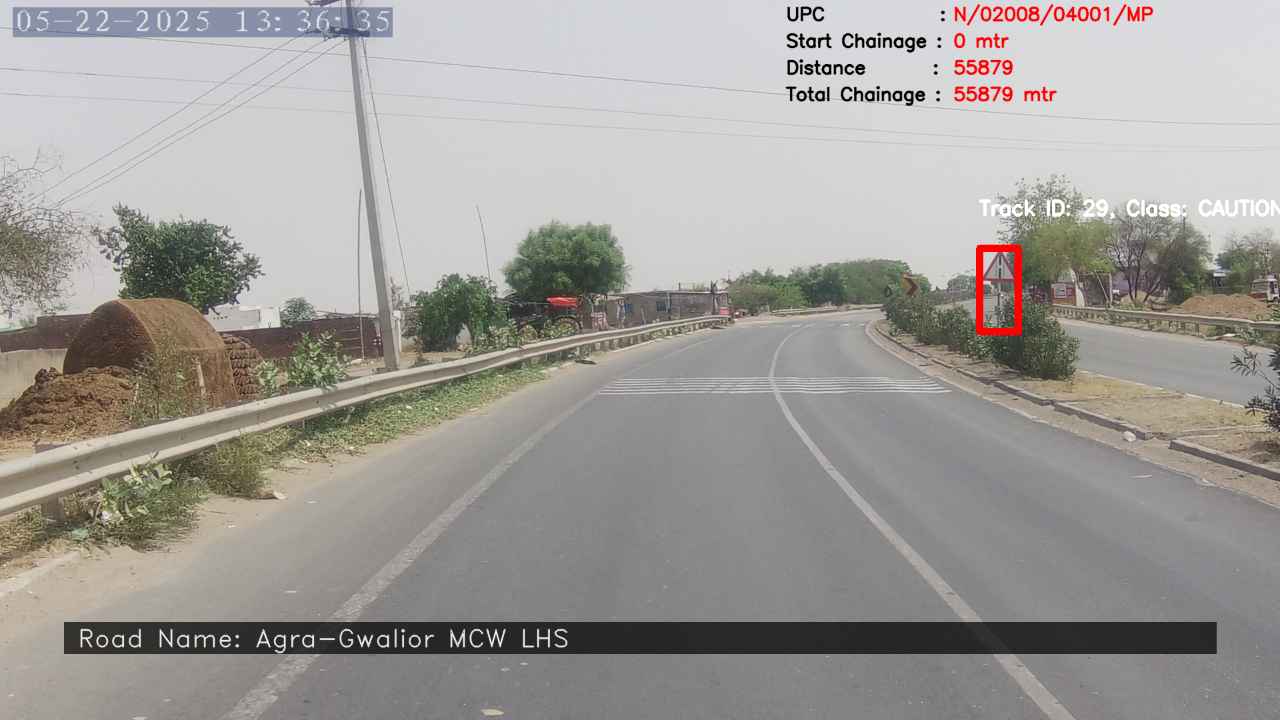 05-22-2025 13:36:35
UPC : N/02008/04001/MP
Start Chainage : 0 mtr
Distance : 55879
Total Chainage : 55879 mtr
Track ID: 29, Class: CAUTION
Road Name: Agra-Gwalior MCW LHS